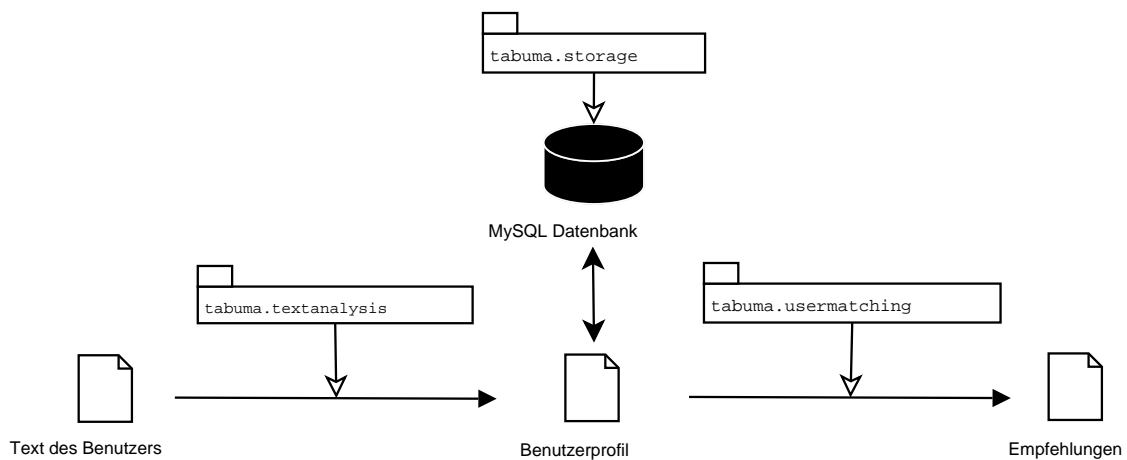 tabuma.storage
MySQL Datenbank
tabuma.textanalysis
tabuma.usermatching
Text des Benutzers
Benutzerprofil
Empfehlungen